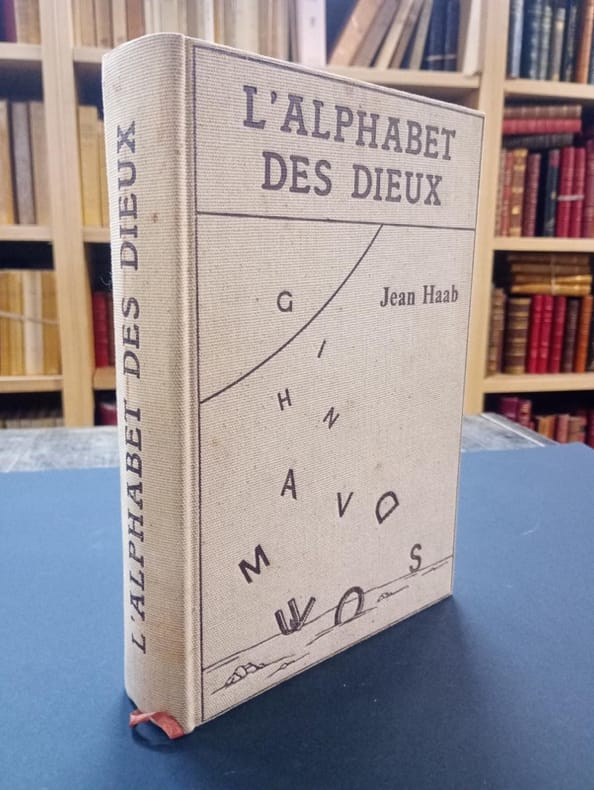 L'ALPHABET DES DIEUX
L'ALPHABET
DES DIEUX
Jean Haab
G
I
H
N
A
V
D
M
S